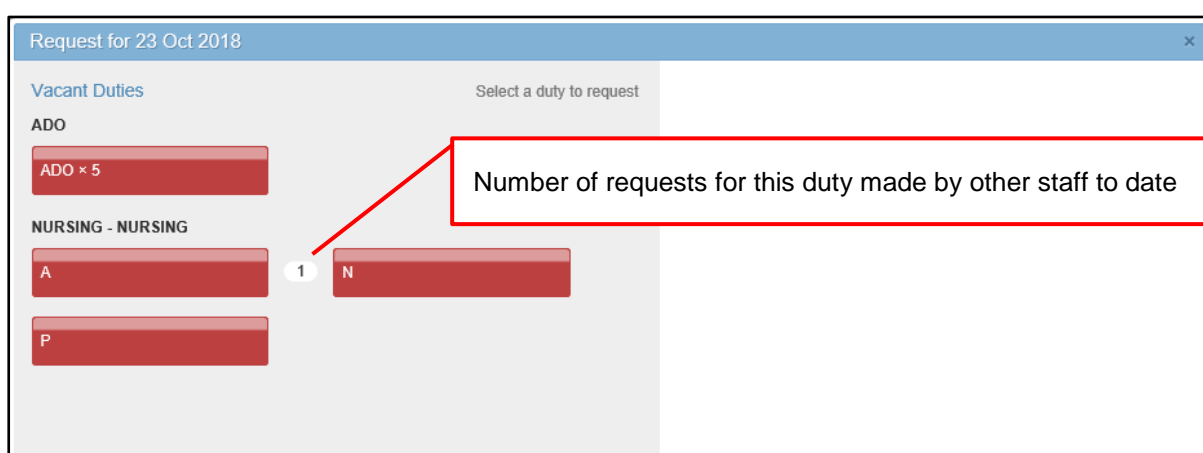 Request for 23 Oct 2018 ×
Vacant Duties Select a duty to request
ADO
ADO × 5
Number of requests for this duty made by other staff to date
NURSING - NURSING
A 1 N
P